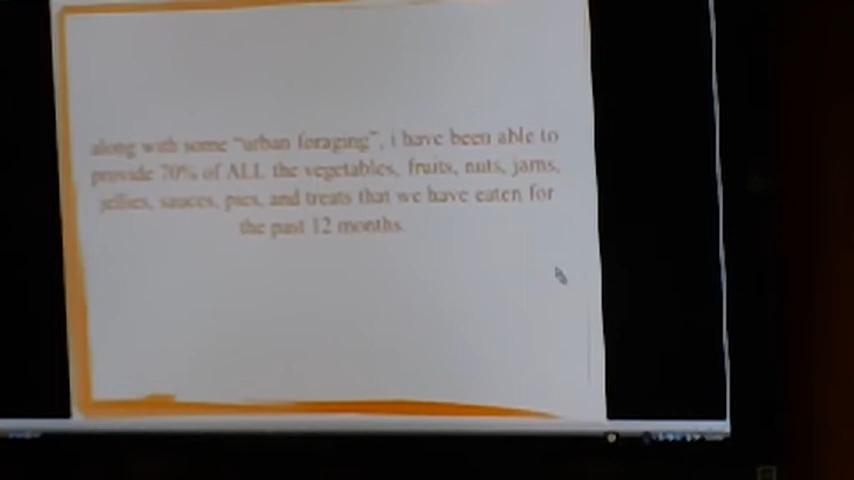 along with some "urban foraging", i have been able to
provide 70% of ALL the vegetables, fruits, nuts, jams,
jellies, sauces, pies, and treats that we have eaten for
the past 12 months.